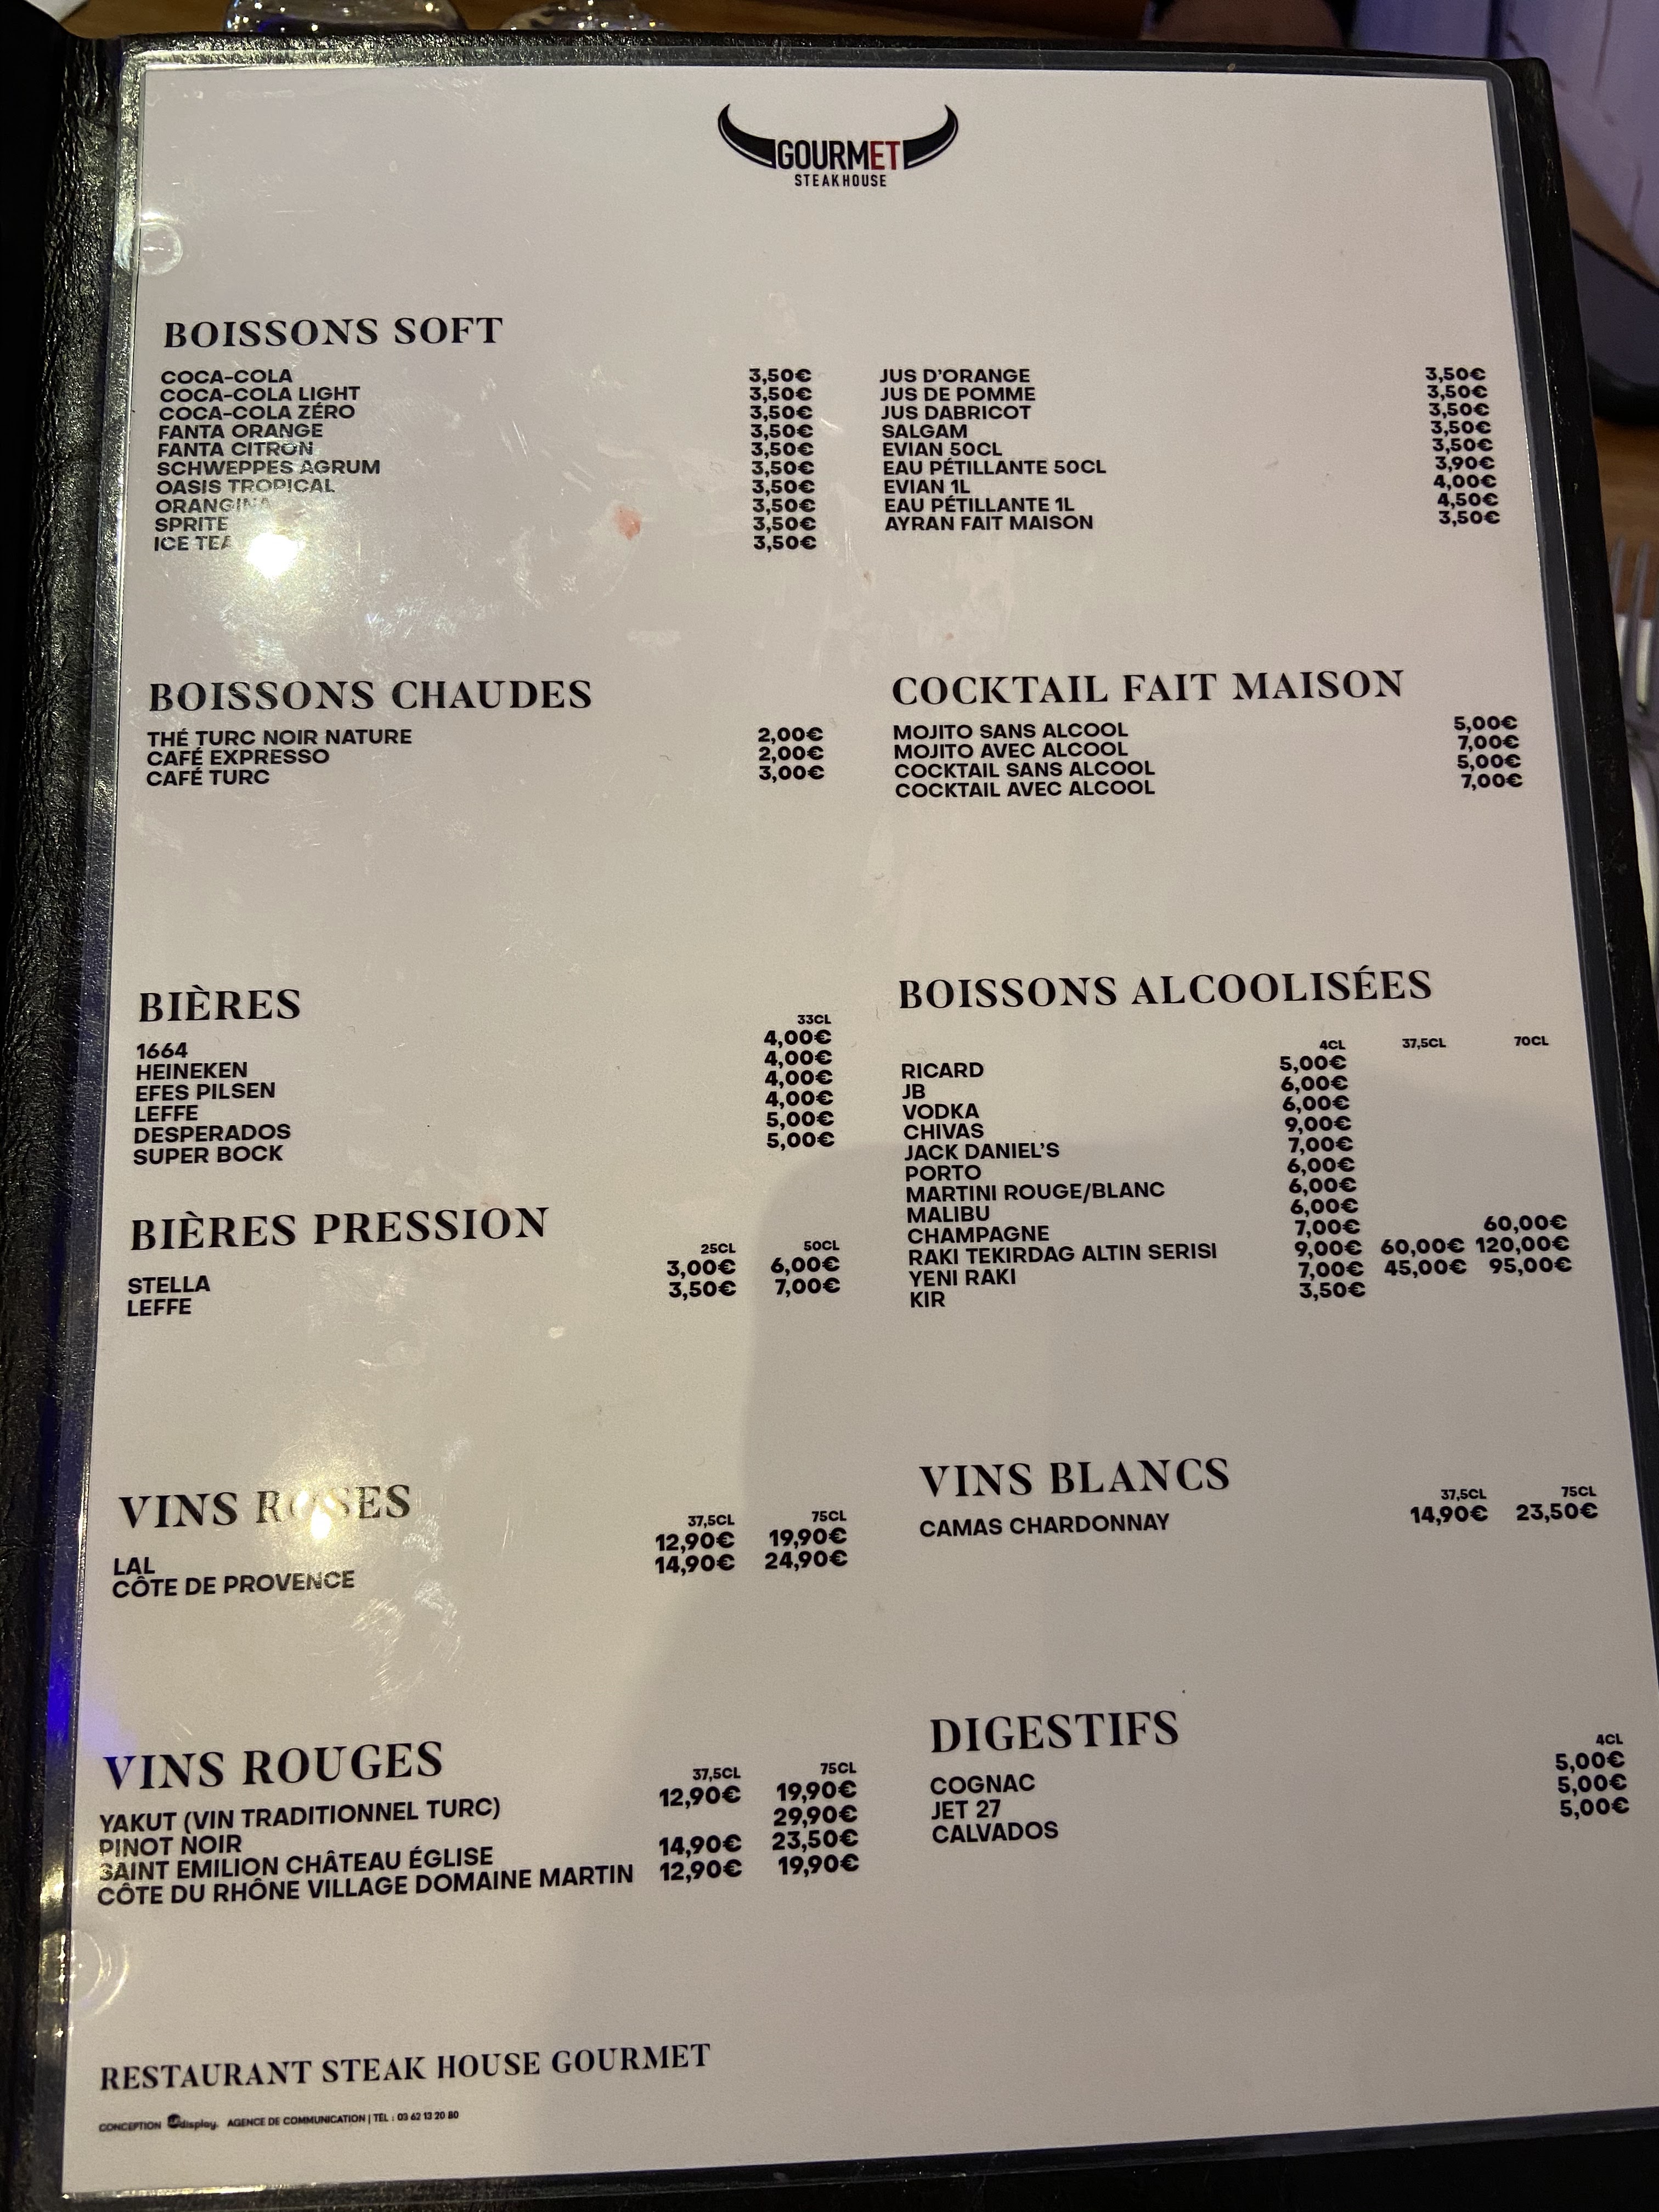 GOURMET
STEAKHOUSE
BOISSONS SOFT
COCA-COLA 3,50€
COCA-COLA LIGHT 3,50€
COCA-COLA ZÉRO 3,50€
FANTA ORANGE 3,50€
FANTA CITRON 3,50€
SCHWEPPES AGRUM 3,50€
OASIS TROPICAL 3,50€
ORANGINA 3,50€
SPRITE 3,50€
ICE TEA 3,50€
JUS D'ORANGE 3,50€
JUS DE POMME 3,50€
JUS DABRICOT 3,50€
SALGAM 3,50€
EVIAN 50CL 3,50€
EAU PÉTILLANTE 50CL 3,90€
EVIAN 1L 4,00€
EAU PÉTILLANTE 1L 4,50€
AYRAN FAIT MAISON 3,50€
BOISSONS CHAUDES
THÉ TURC NOIR NATURE 2,00€
CAFÉ EXPRESSO 2,00€
CAFÉ TURC 3,00€
COCKTAIL FAIT MAISON
MOJITO SANS ALCOOL 5,00€
MOJITO AVEC ALCOOL 7,00€
COCKTAIL SANS ALCOOL 5,00€
COCKTAIL AVEC ALCOOL 7,00€
BIÈRES
33CL
1664 4,00€
HEINEKEN 4,00€
EFES PILSEN 4,00€
LEFFE 4,00€
DESPERADOS 5,00€
SUPER BOCK 5,00€
BIÈRES PRESSION
25CL 50CL
STELLA 3,00€ 6,00€
LEFFE 3,50€ 7,00€
BOISSONS ALCOOLISÉES
4CL 37,5CL 70CL
RICARD 5,00€
JB 6,00€
VODKA 6,00€
CHIVAS 9,00€
JACK DANIEL'S 7,00€
PORTO 6,00€
MARTINI ROUGE/BLANC 6,00€
MALIBU 6,00€
CHAMPAGNE 7,00€ 60,00€
RAKI TEKIRDAG ALTIN SERISI 9,00€ 60,00€ 120,00€
YENI RAKI 7,00€ 45,00€ 95,00€
KIR 3,50€
VINS ROSES
37,5CL 75CL
LAL 12,90€ 19,90€
CÔTE DE PROVENCE 14,90€ 24,90€
VINS BLANCS
37,5CL 75CL
CAMAS CHARDONNAY 14,90€ 23,50€
VINS ROUGES
37,5CL 75CL
YAKUT (VIN TRADITIONNEL TURC) 12,90€ 19,90€
PINOT NOIR 29,90€
SAINT EMILION CHÂTEAU ÉGLISE 14,90€ 23,50€
CÔTE DU RHÔNE VILLAGE DOMAINE MARTIN 12,90€ 19,90€
DIGESTIFS
4CL
COGNAC 5,00€
JET 27 5,00€
CALVADOS 5,00€
RESTAURANT STEAK HOUSE GOURMET
CONCEPTION display. AGENCE DE COMMUNICATION | TÉL : 03 62 13 20 80